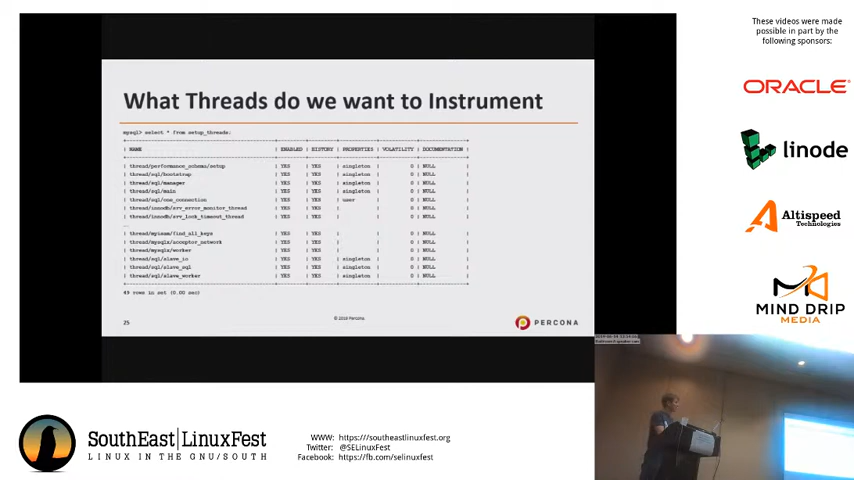 These videos were made
possible in part by the
following sponsors:
ORACLE
linode
Altispeed
Technologies
MIND DRIP
MEDIA
What Threads do we want to Instrument
mysql> select * from setup_threads;
| NAME | ENABLED | HISTORY | PROPERTIES | VOLATILITY | DOCUMENTATION |
| thread/performance_schema/setup | YES | YES | singleton | 0 | NULL
| thread/sql/bootstrap | YES | YES | singleton | 0 | NULL
| thread/sql/manager | YES | YES | singleton | 0 | NULL
| thread/sql/main | YES | YES | singleton | 0 | NULL
| thread/sql/one_connection | YES | YES | user | 0 | NULL
| thread/innodb/srv_error_monitor_thread | YES | YES | | 0 | NULL
| thread/innodb/srv_lock_timeout_thread | YES | YES | | 0 | NULL
...
| thread/myisam/find_all_keys | YES | YES | | 0 | NULL
| thread/mysqlx/acceptor_network | YES | YES | | 0 | NULL
| thread/mysqlx/worker | YES | YES | | 0 | NULL
| thread/sql/slave_io | YES | YES | singleton | 0 | NULL
| thread/sql/slave_sql | YES | YES | singleton | 0 | NULL
| thread/sql/slave_worker | YES | YES | singleton | 0 | NULL
49 rows in set (0.00 sec)
25
© 2019 Percona
PERCONA
SouthEast|LinuxFest
LINUX IN THE GNU/SOUTH
WWW: https://southeastlinuxfest.org
Twitter: @SELinuxFest
Facebook: https://fb.com/selinuxfest